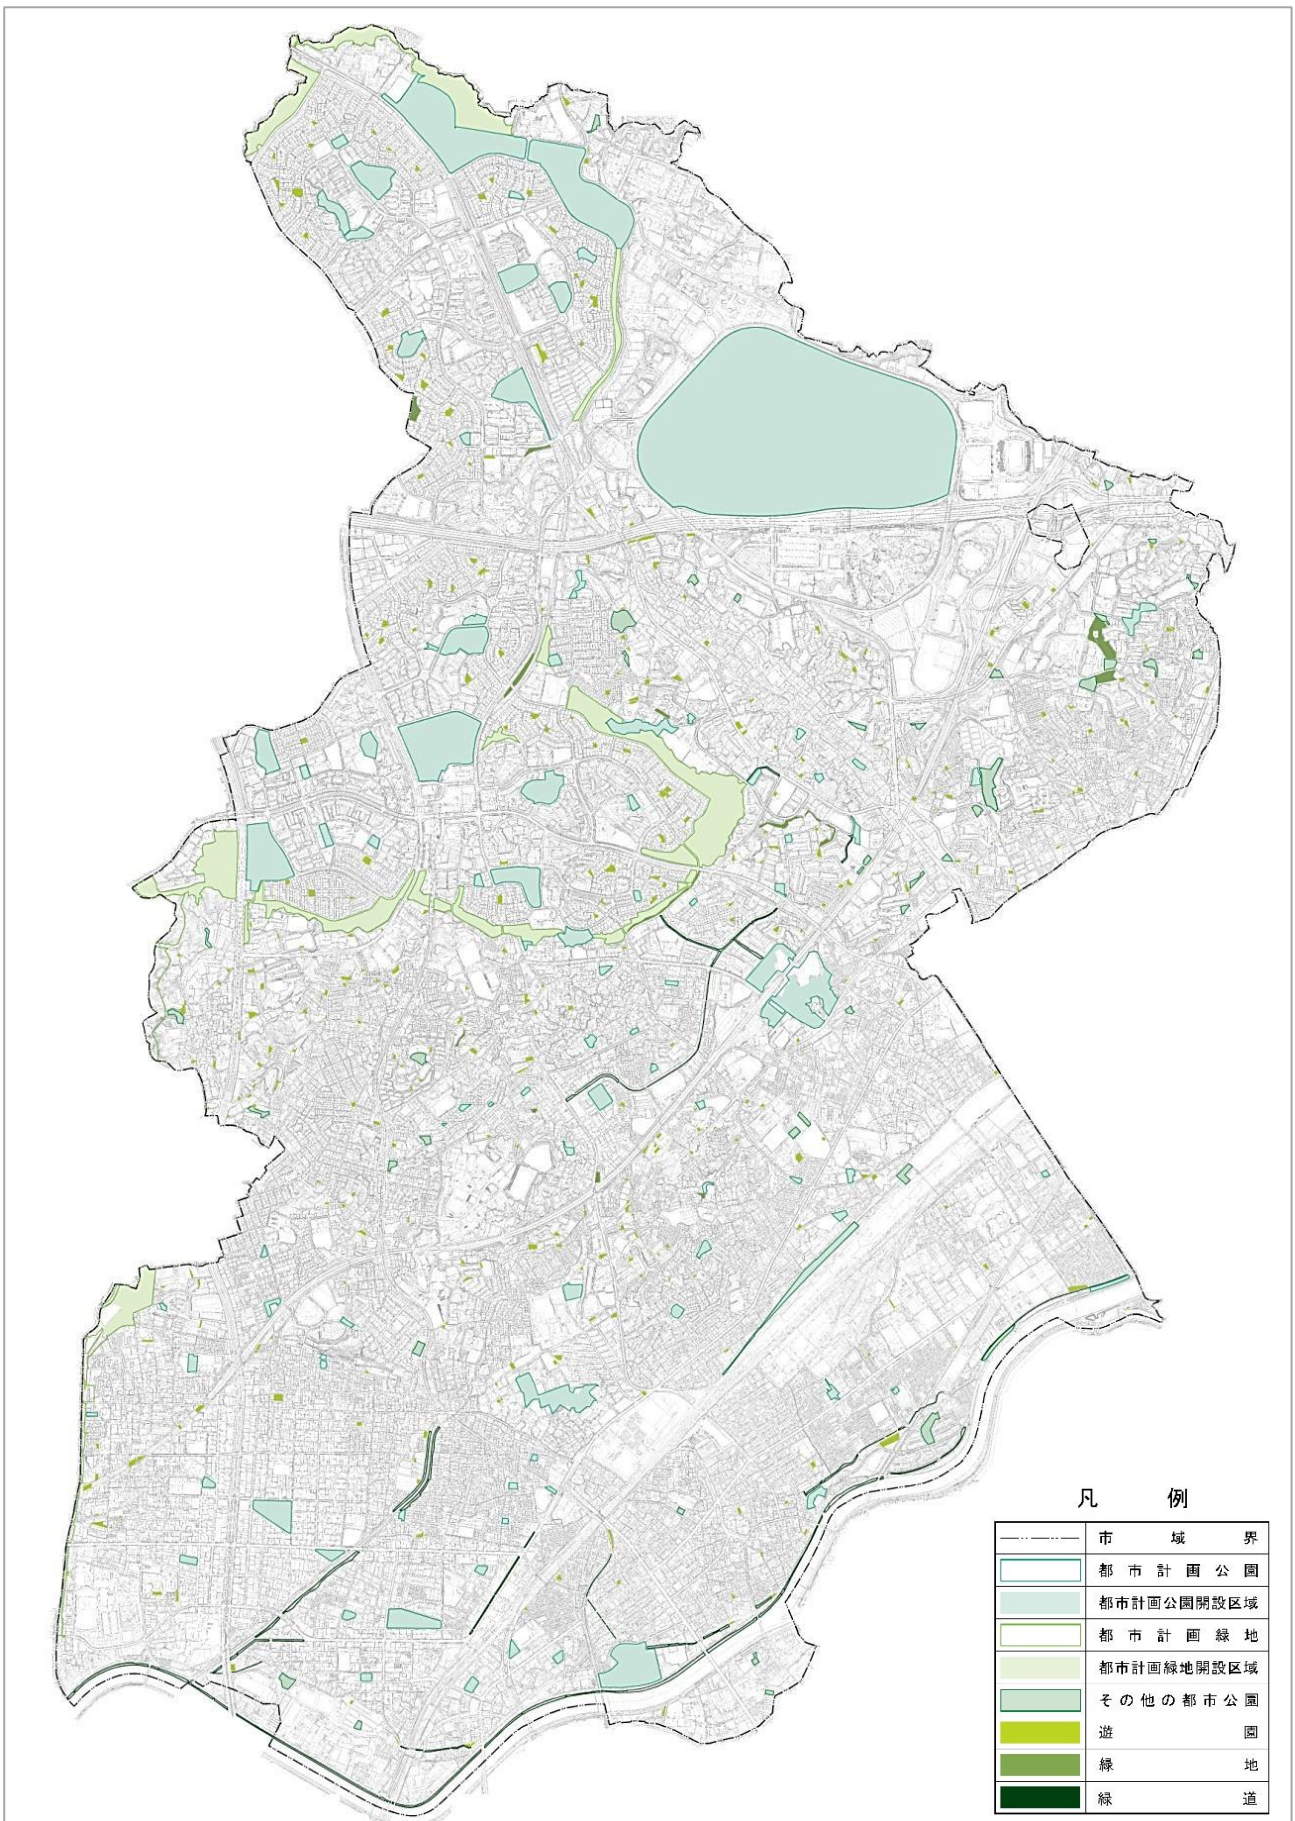 凡例
市域界
都市計画公園
都市計画公園開設区域
都市計画緑地
都市計画緑地開設区域
その他の都市公園
遊園
緑地
緑道